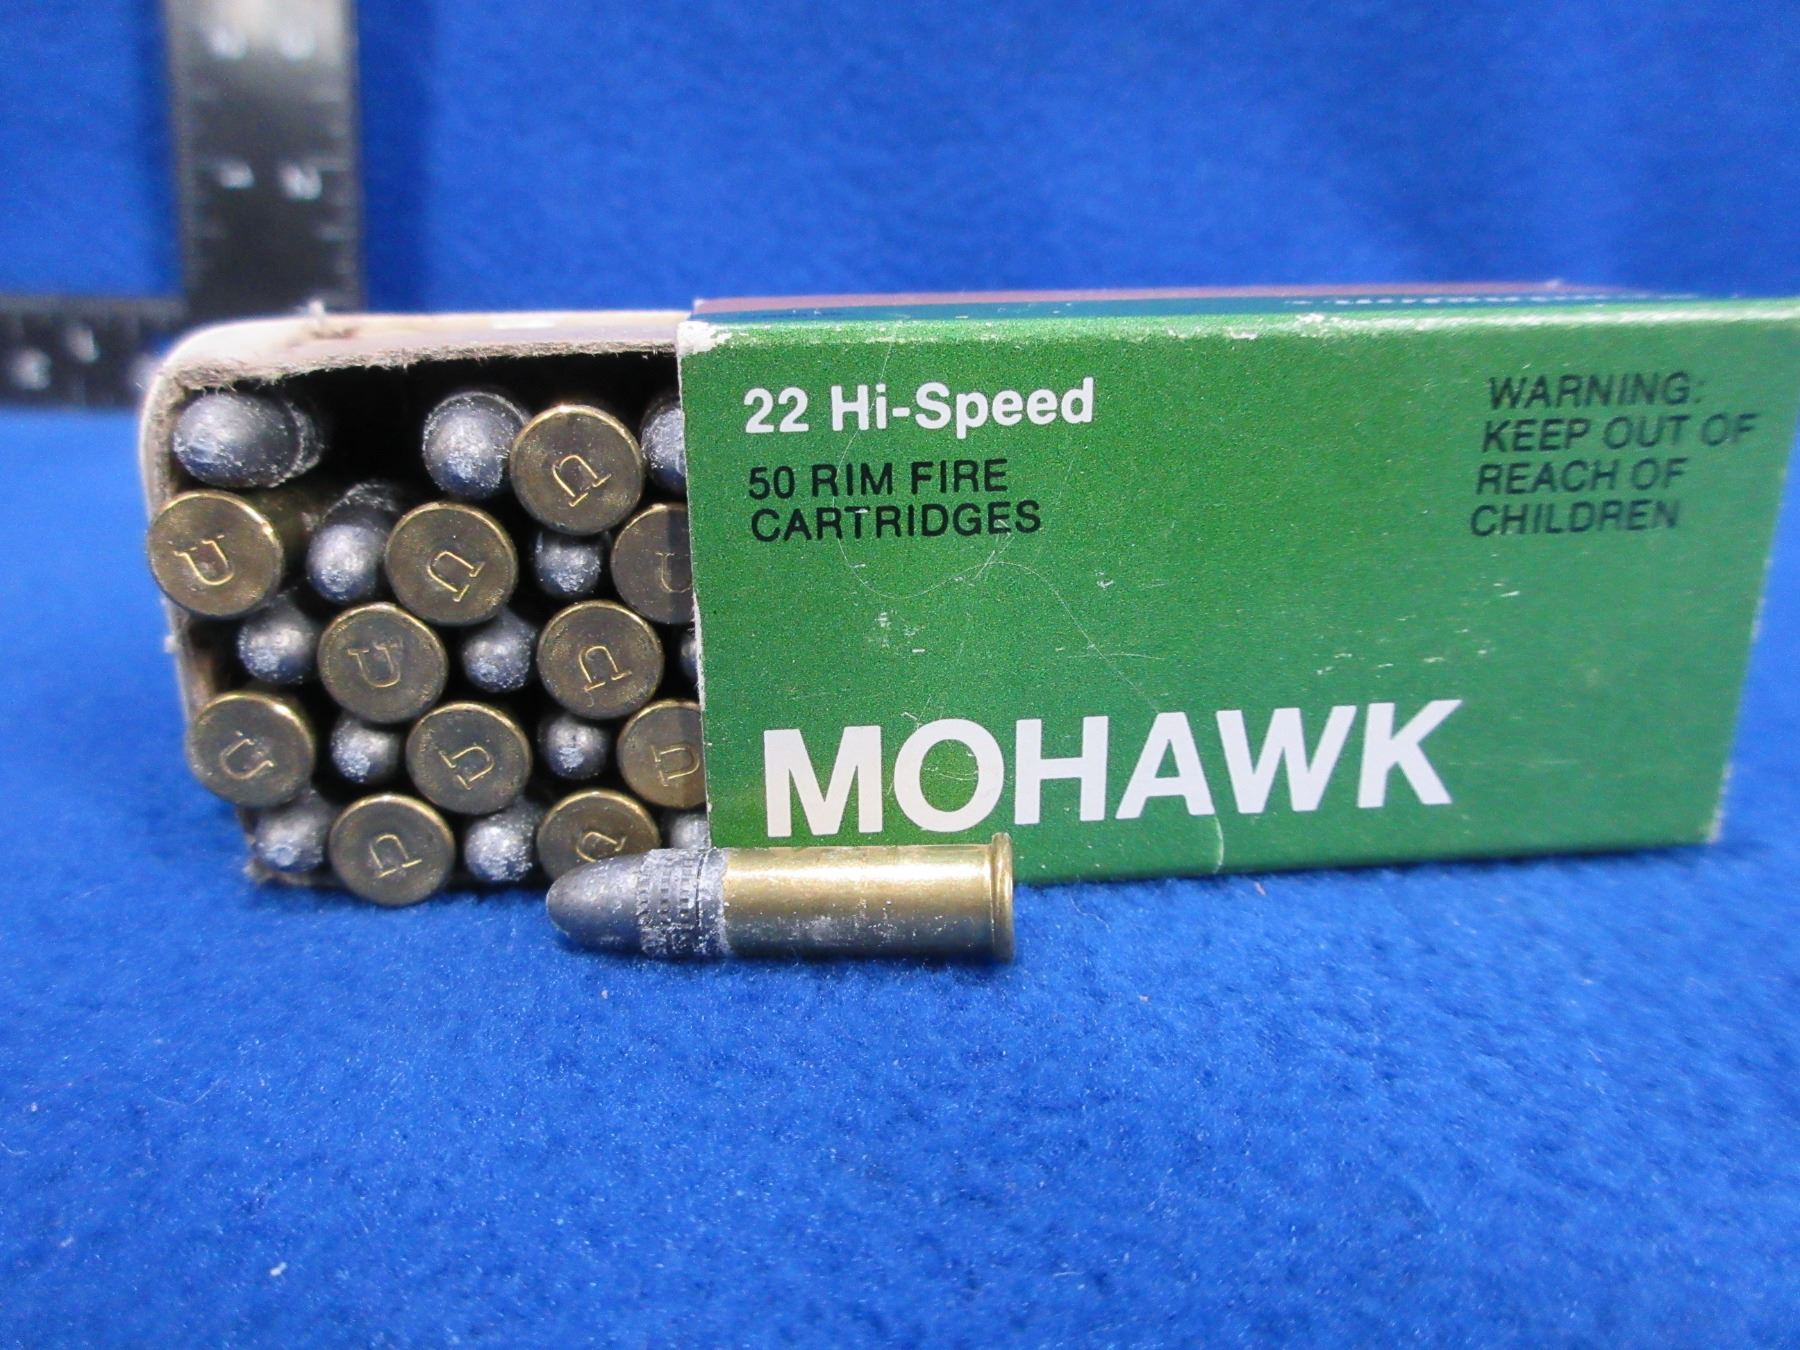 22 Hi-Speed
50 RIM FIRE
CARTRIDGES
WARNING:
KEEP OUT OF
REACH OF
CHILDREN
MOHAWK
U
U
U
U
U
U
U
U
U
U
U
U